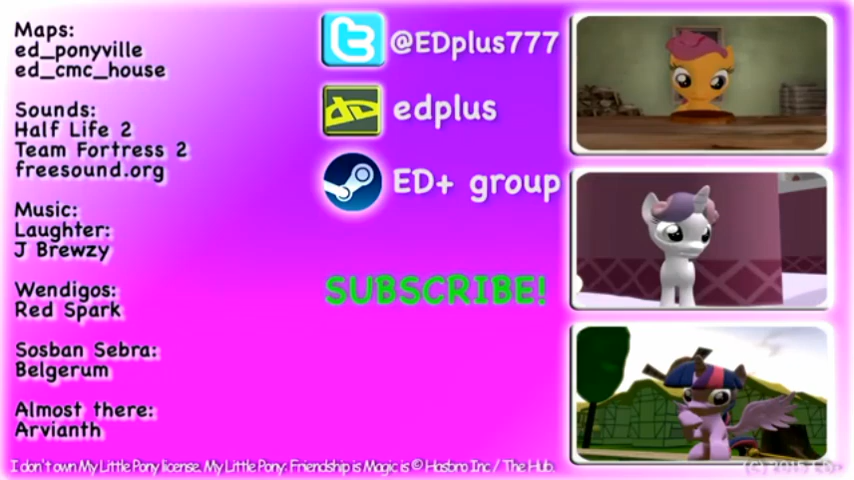 Maps:
ed_ponyville
ed_cmc_house
Sounds:
Half Life 2
Team Fortress 2
freesound.org
Music:
Laughter:
J Brewzy
Wendigos:
Red Spark
Sosban Sebra:
Belgerum
Almost there:
Arvianth
@EDplus777
edplus
ED+ group
SUBSCRIBE!
I don't own My Little Pony license. My Little Pony: Friendship is Magic is © Hasbro Inc / The Hub.
(C) 2015 ED+